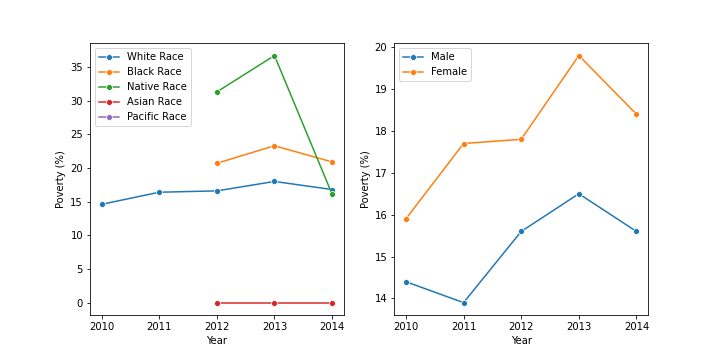 White Race
Black Race
Native Race
Asian Race
Pacific Race
Poverty (%)
35
30
25
20
15
10
5
0
2010 2011 2012 2013 2014
Year
Male
Female
Poverty (%)
20
19
18
17
16
15
14
2010 2011 2012 2013 2014
Year